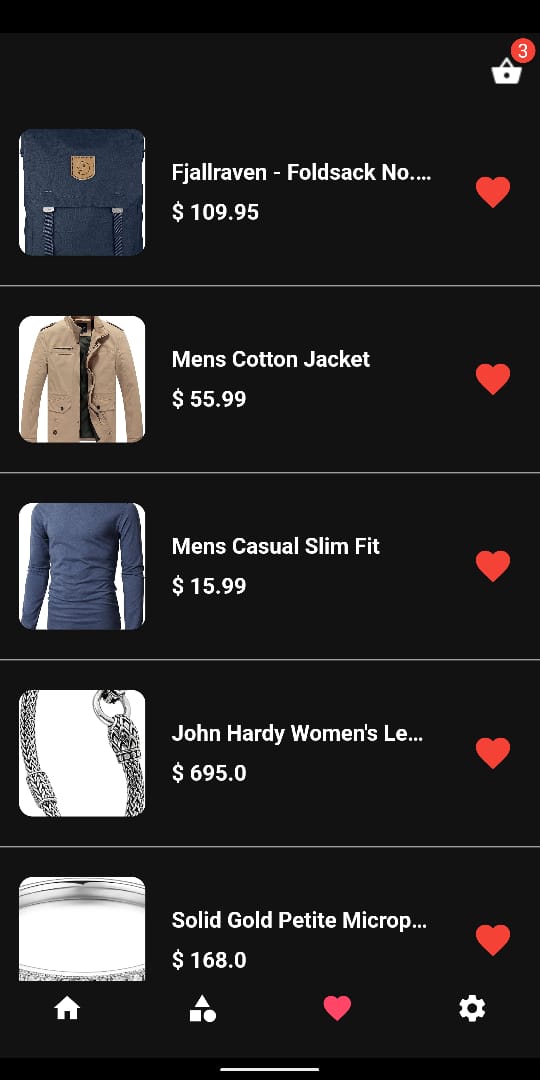 3
Fjallraven - Foldsack No....
$ 109.95
Mens Cotton Jacket
$ 55.99
Mens Casual Slim Fit
$ 15.99
John Hardy Women's Le...
$ 695.0
Solid Gold Petite Microp...
$ 168.0